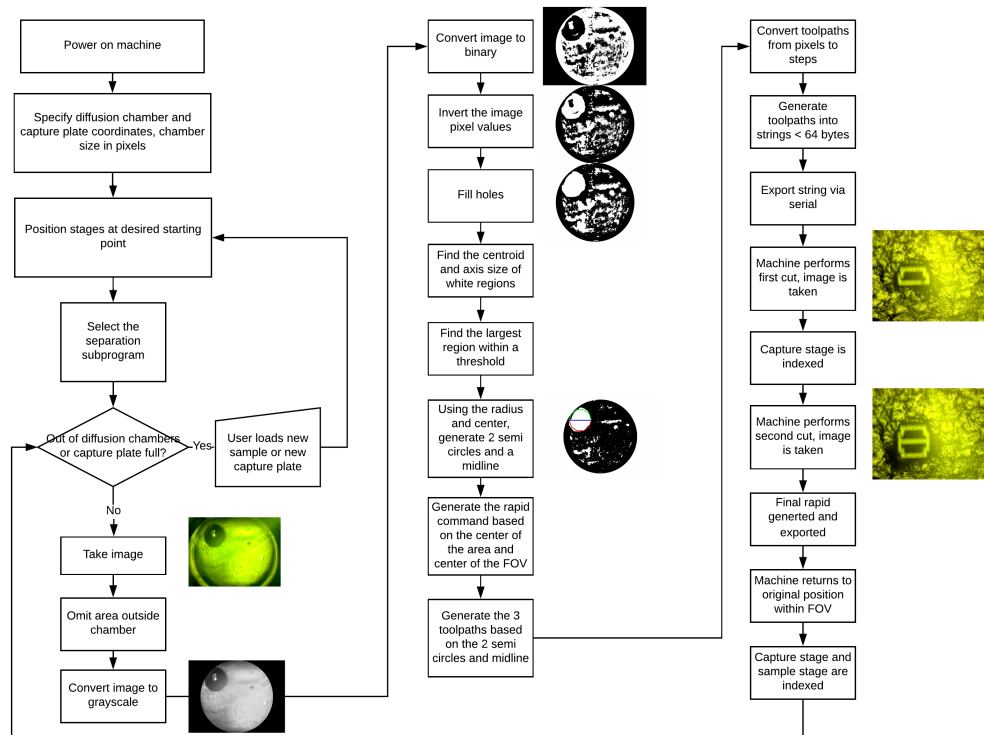 Power on machine
Specify diffusion chamber and
capture plate coordinates, chamber
size in pixels
Position stages at desired starting
point
Select the
separation
subprogram
Out of diffusion chambers
or capture plate full?
Yes
User loads new
sample or new
capture plate
No
Take image
Omit area outside
chamber
Convert image to
grayscale
Convert image to
binary
Invert the image
pixel values
Fill holes
Find the centroid
and axis size of
white regions
Find the largest
region within a
threshold
Using the radius
and center,
generate 2 semi
circles and a
midline
Generate the rapid
command based
on the center of
the area and
center of the FOV
Generate the 3
toolpaths based
on the 2 semi
circles and midline
Convert toolpaths
from pixels to
steps
Generate
toolpaths into
strings < 64 bytes
Export string via
serial
Machine performs
first cut, image is
taken
Capture stage is
indexed
Machine performs
second cut, image
is taken
Final rapid
generted and
exported
Machine returns to
original position
within FOV
Capture stage and
sample stage are
indexed